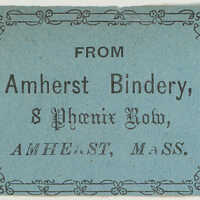 FROM
Amherst Bindery,
8 Phœnix Row,
AMHERST, MASS.